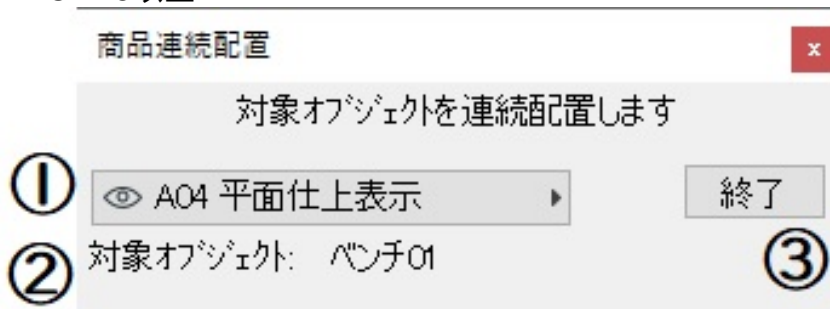 商品連続配置
x
対象ｵﾌﾞｼﾞｪｸﾄを連続配置します
① A04 平面仕上表示
終了
② 対象ｵﾌﾞｼﾞｪｸﾄ: ﾍﾞﾝﾁ01
③